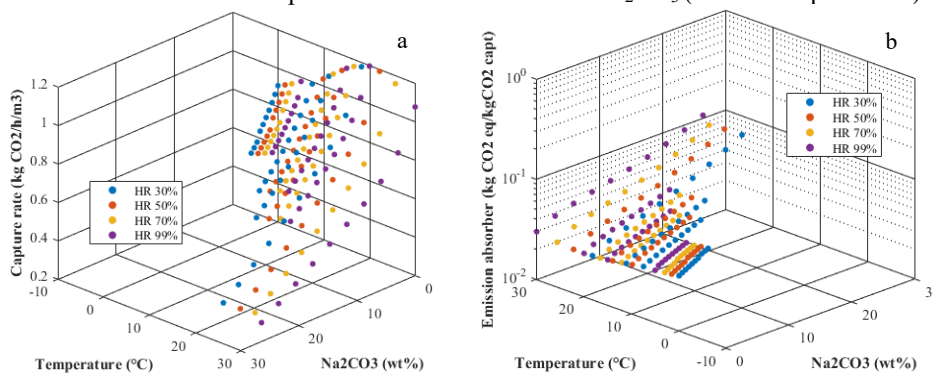 a
Capture rate (kg CO2/h/m3)
1.2
1
0.8
0.6
0.4
0.2
-10
0
10
20
30
Temperature (°C)
30
20
10
0
Na2CO3 (wt%)
HR 30%
HR 50%
HR 70%
HR 99%
b
Emission absorber (kg CO2 eq/kgCO2 capt)
10^0
10^-1
10^-2
30
20
10
0
-10
Temperature (°C)
0
10
20
3
Na2CO3 (wt%)
HR 30%
HR 50%
HR 70%
HR 99%